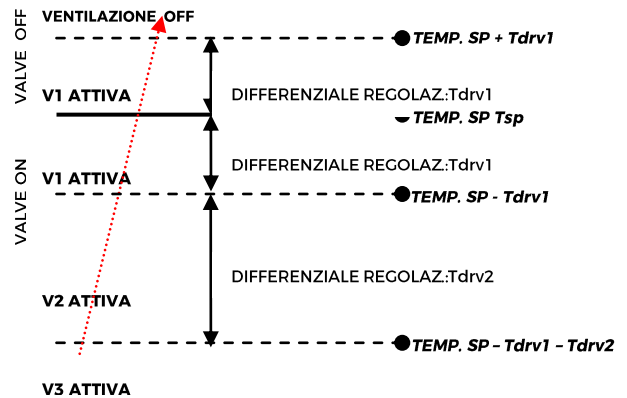 VENTILAZIONE OFF
TEMP. SP + Tdrv1
VALVE OFF
V1 ATTIVA
DIFFERENZIALE REGOLAZ.:Tdrv1
TEMP. SP Tsp
VALVE ON
V1 ATTIVA
DIFFERENZIALE REGOLAZ.:Tdrv1
TEMP. SP - Tdrv1
DIFFERENZIALE REGOLAZ.:Tdrv2
V2 ATTIVA
TEMP. SP – Tdrv1 – Tdrv2
V3 ATTIVA